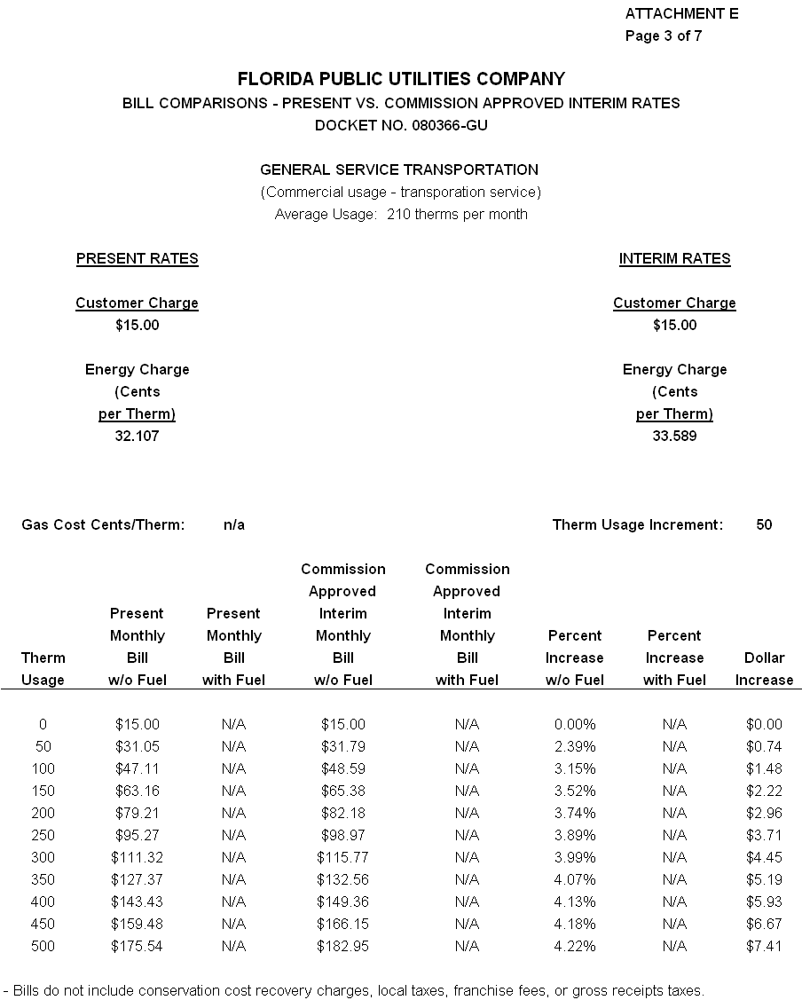 ATTACHMENT E
Page 3 of 7
FLORIDA PUBLIC UTILITIES COMPANY
BILL COMPARISONS - PRESENT VS. COMMISSION APPROVED INTERIM RATES
DOCKET NO. 080366-GU
GENERAL SERVICE TRANSPORTATION
(Commercial usage - transporation service)
Average Usage: 210 therms per month
PRESENT RATES INTERIM RATES
Customer Charge Customer Charge
$15.00 $15.00
Energy Charge Energy Charge
(Cents (Cents
per Therm) per Therm)
32.107 33.589
Gas Cost Cents/Therm: n/a Therm Usage Increment: 50
Commission Commission
Approved Approved
Present Present Interim Interim
Monthly Monthly Monthly Monthly Percent Percent
Therm Bill Bill Bill Bill Increase Increase Dollar
Usage w/o Fuel with Fuel w/o Fuel with Fuel w/o Fuel with Fuel Increase
0 $15.00 N/A $15.00 N/A 0.00% N/A $0.00
50 $31.05 N/A $31.79 N/A 2.39% N/A $0.74
100 $47.11 N/A $48.59 N/A 3.15% N/A $1.48
150 $63.16 N/A $65.38 N/A 3.52% N/A $2.22
200 $79.21 N/A $82.18 N/A 3.74% N/A $2.96
250 $95.27 N/A $98.97 N/A 3.89% N/A $3.71
300 $111.32 N/A $115.77 N/A 3.99% N/A $4.45
350 $127.37 N/A $132.56 N/A 4.07% N/A $5.19
400 $143.43 N/A $149.36 N/A 4.13% N/A $5.93
450 $159.48 N/A $166.15 N/A 4.18% N/A $6.67
500 $175.54 N/A $182.95 N/A 4.22% N/A $7.41
- Bills do not include conservation cost recovery charges, local taxes, franchise fees, or gross receipts taxes.